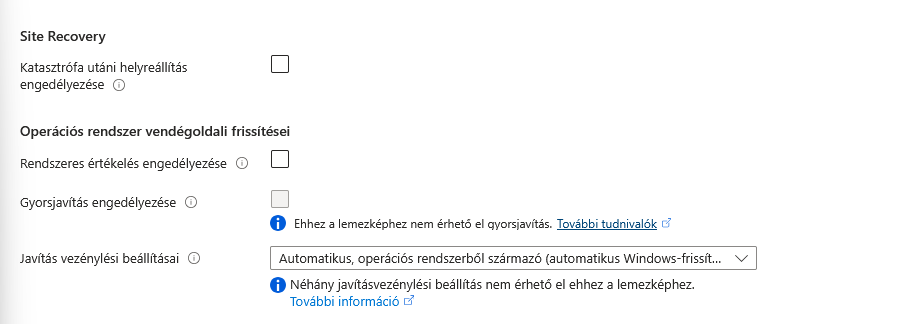 Site Recovery
Katasztrófa utáni helyreállítás
engedélyezése
Operációs rendszer vendégoldali frissítései
Rendszeres értékelés engedélyezése
Gyorsjavítás engedélyezése
Ehhez a lemezképhez nem érhető el gyorsjavítás. További tudnivalók
Javítás vezénylési beállításai
Automatikus, operációs rendszerből származó (automatikus Windows-frissít...
Néhány javításvezénylési beállítás nem érhető el ehhez a lemezképhez.
További információ